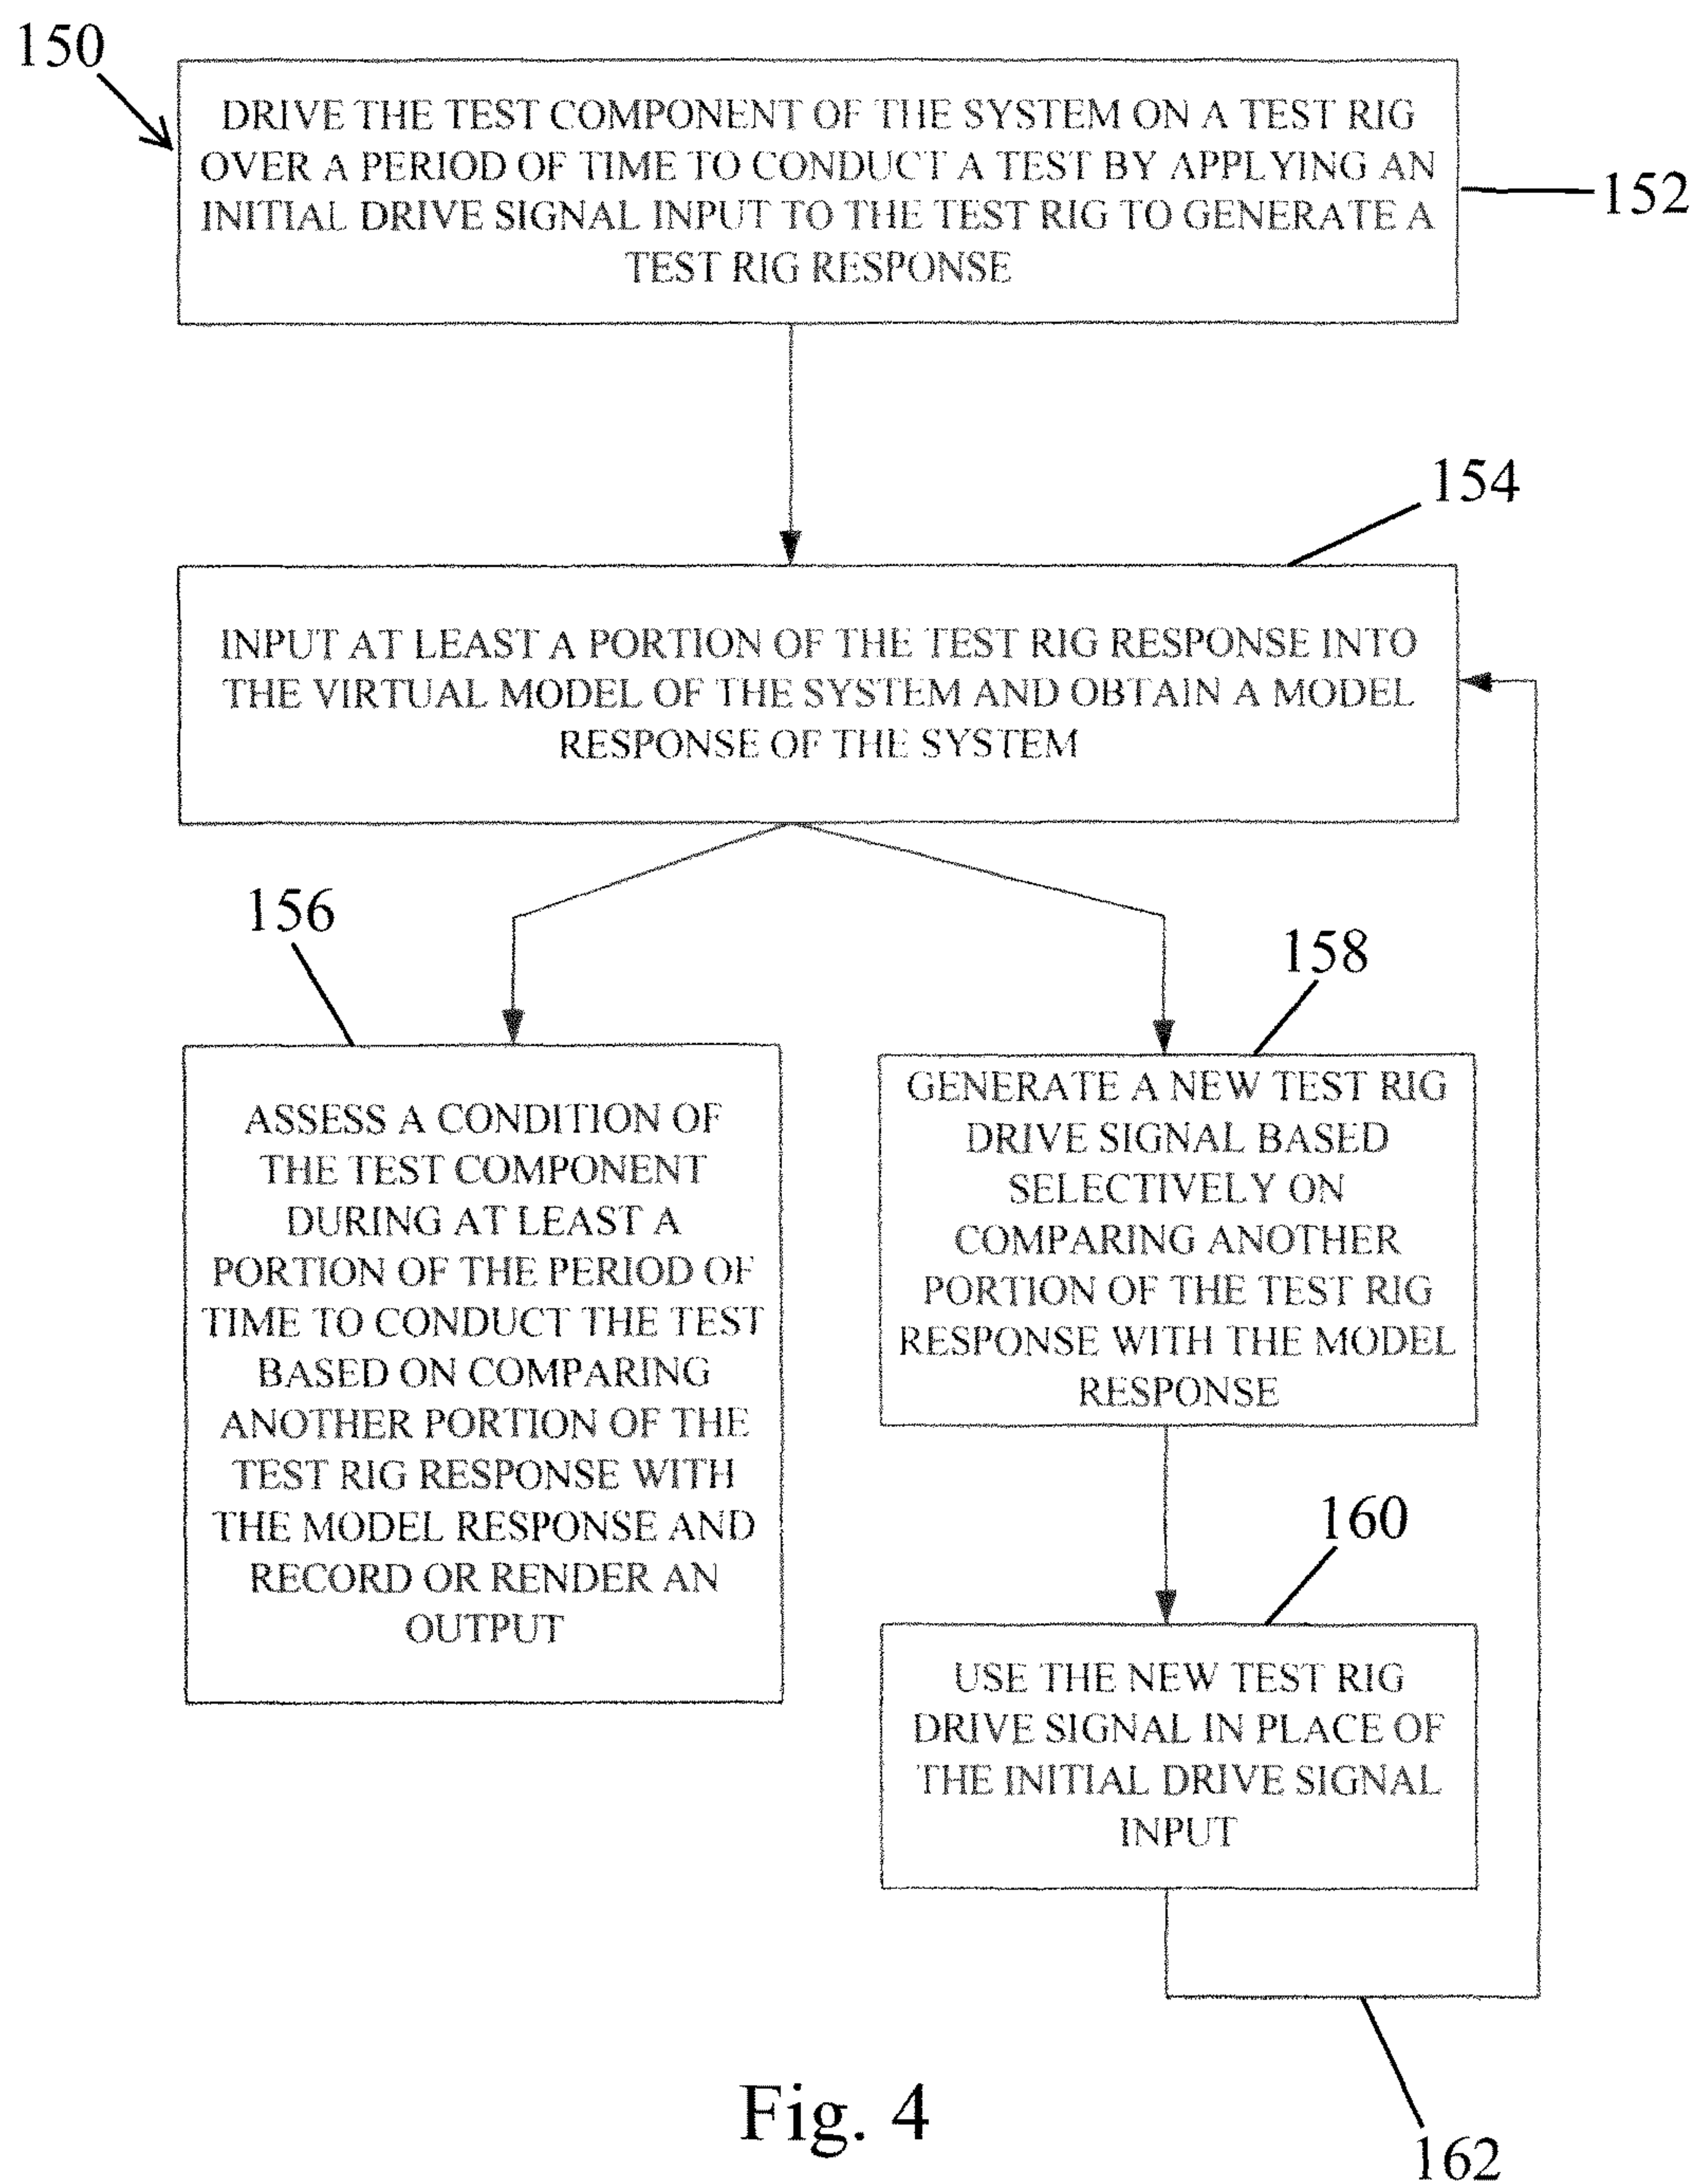 150
DRIVE THE TEST COMPONENT OF THE SYSTEM ON A TEST RIG
OVER A PERIOD OF TIME TO CONDUCT A TEST BY APPLYING AN
INITIAL DRIVE SIGNAL INPUT TO THE TEST RIG TO GENERATE A
TEST RIG RESPONSE
152
154
INPUT AT LEAST A PORTION OF THE TEST RIG RESPONSE INTO
THE VIRTUAL MODEL OF THE SYSTEM AND OBTAIN A MODEL
RESPONSE OF THE SYSTEM
156
ASSESS A CONDITION OF
THE TEST COMPONENT
DURING AT LEAST A
PORTION OF THE PERIOD OF
TIME TO CONDUCT THE TEST
BASED ON COMPARING
ANOTHER PORTION OF THE
TEST RIG RESPONSE WITH
THE MODEL RESPONSE AND
RECORD OR RENDER AN
OUTPUT
158
GENERATE A NEW TEST RIG
DRIVE SIGNAL BASED
SELECTIVELY ON
COMPARING ANOTHER
PORTION OF THE TEST RIG
RESPONSE WITH THE MODEL
RESPONSE
160
USE THE NEW TEST RIG
DRIVE SIGNAL IN PLACE OF
THE INITIAL DRIVE SIGNAL
INPUT
162
Fig. 4